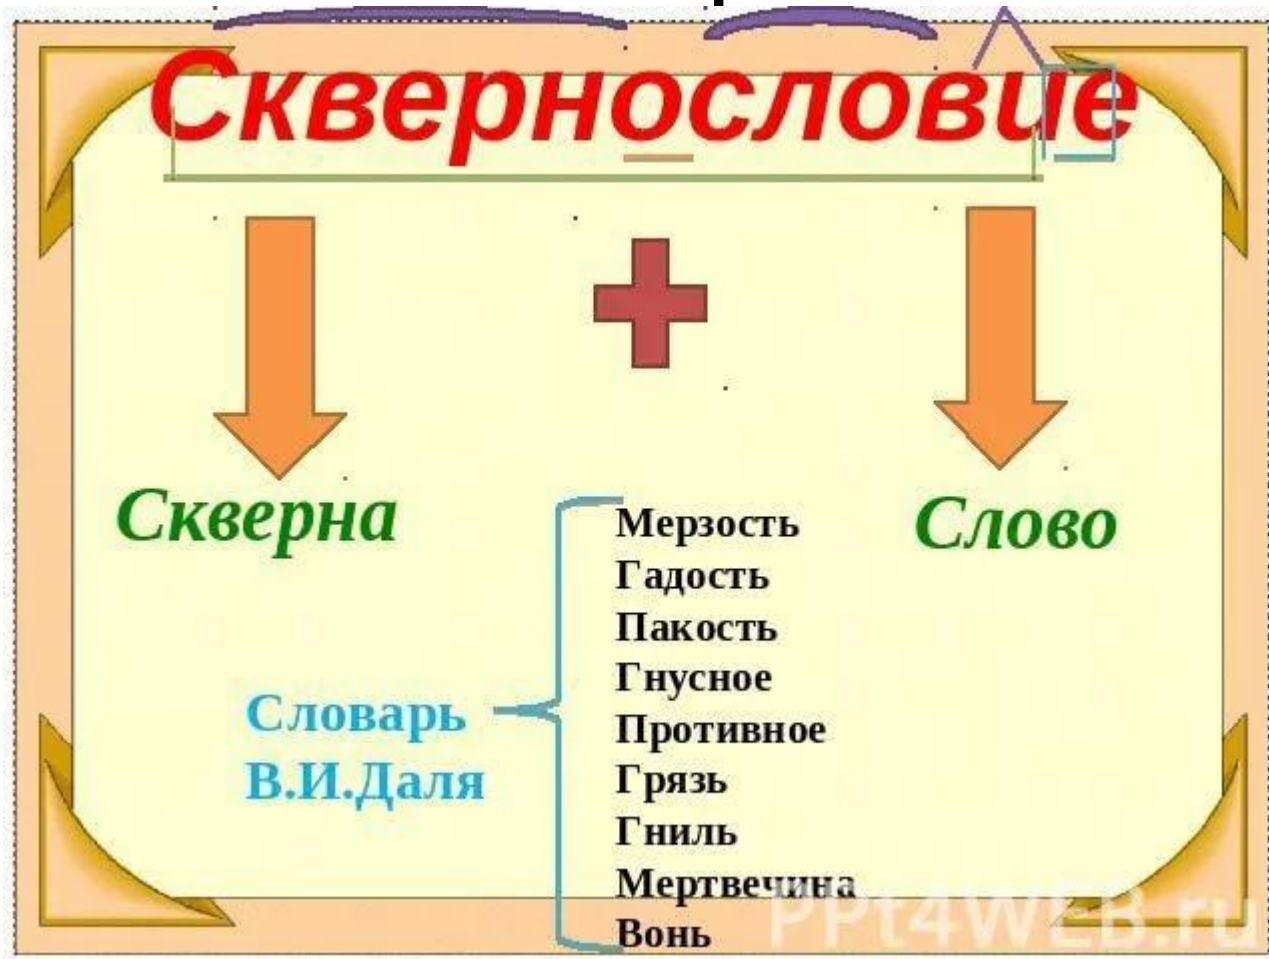 Сквернословие
Скверна
Слово
Словарь
В.И.Даля
Мерзость
Гадость
Пакость
Гнусное
Противное
Грязь
Гниль
Мертвечина
Вонь
PPt4WEB.ru